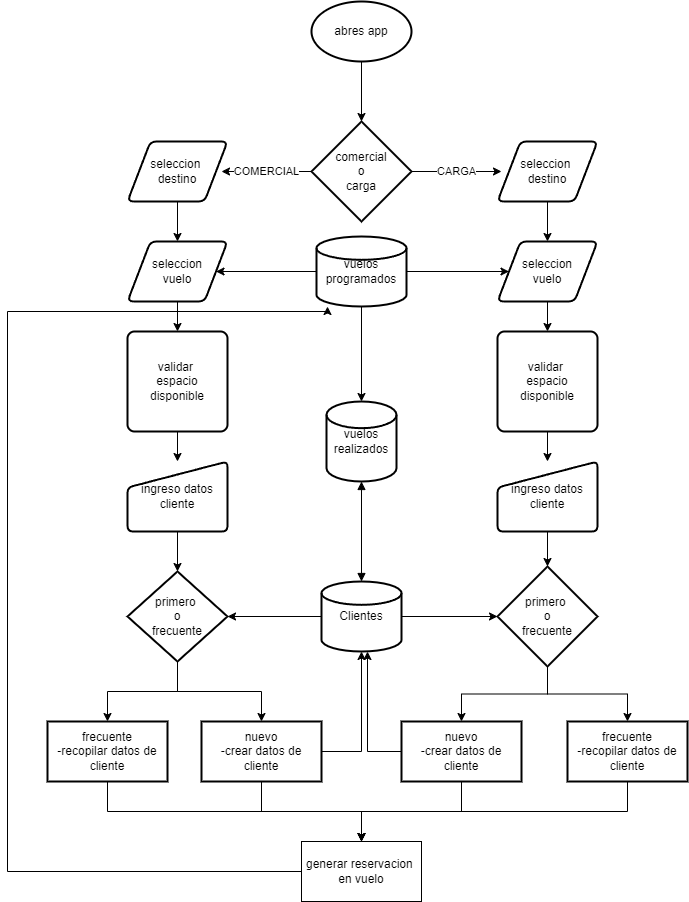 abres app
comercial
o
carga
COMERCIAL
CARGA
seleccion
destino
seleccion
destino
seleccion
vuelo
vuelos
programados
seleccion
vuelo
validar
espacio
disponible
validar
espacio
disponible
vuelos
realizados
ingreso datos
cliente
ingreso datos
cliente
primero
o
frecuente
Clientes
primero
o
frecuente
frecuente
-recopilar datos de
cliente
nuevo
-crear datos de
cliente
nuevo
-crear datos de
cliente
frecuente
-recopilar datos de
cliente
generar reservacion
en vuelo